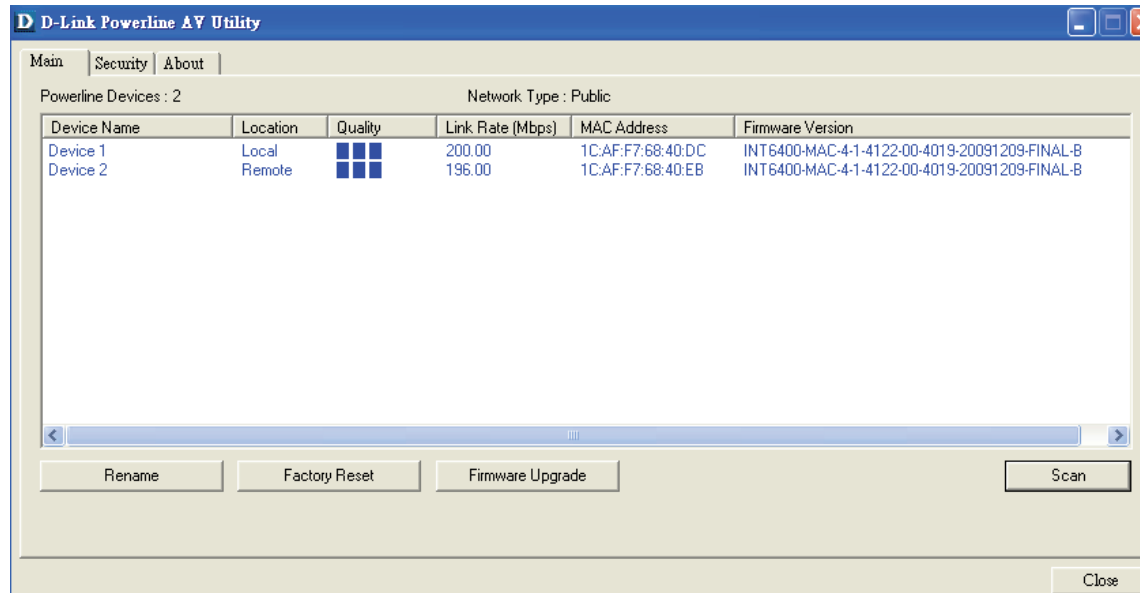 D D-Link Powerline AV Utility
Main Security About
Powerline Devices : 2 Network Type : Public
Device Name Location Quality Link Rate (Mbps) MAC Address Firmware Version
Device 1 Local 200.00 1C:AF:F7:68:40:DC INT6400-MAC-4-1-4122-00-4019-20091209-FINAL-B
Device 2 Remote 196.00 1C:AF:F7:68:40:EB INT6400-MAC-4-1-4122-00-4019-20091209-FINAL-B
Rename Factory Reset Firmware Upgrade Scan
Close